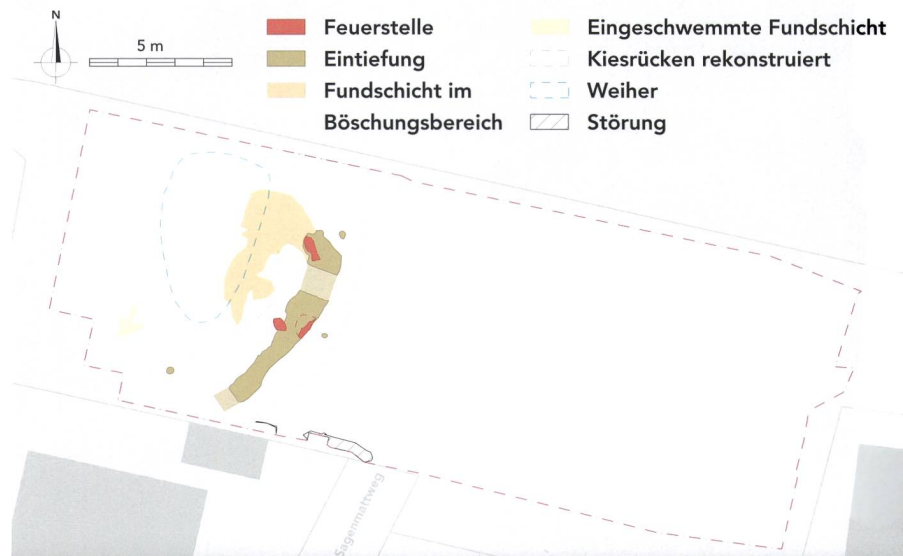 N
5 m
Feuerstelle
Eintiefung
Fundschicht im
Böschungsbereich
Eingeschwemmte Fundschicht
Kiesrücken rekonstruiert
Weiher
Störung
Sagenmattweg